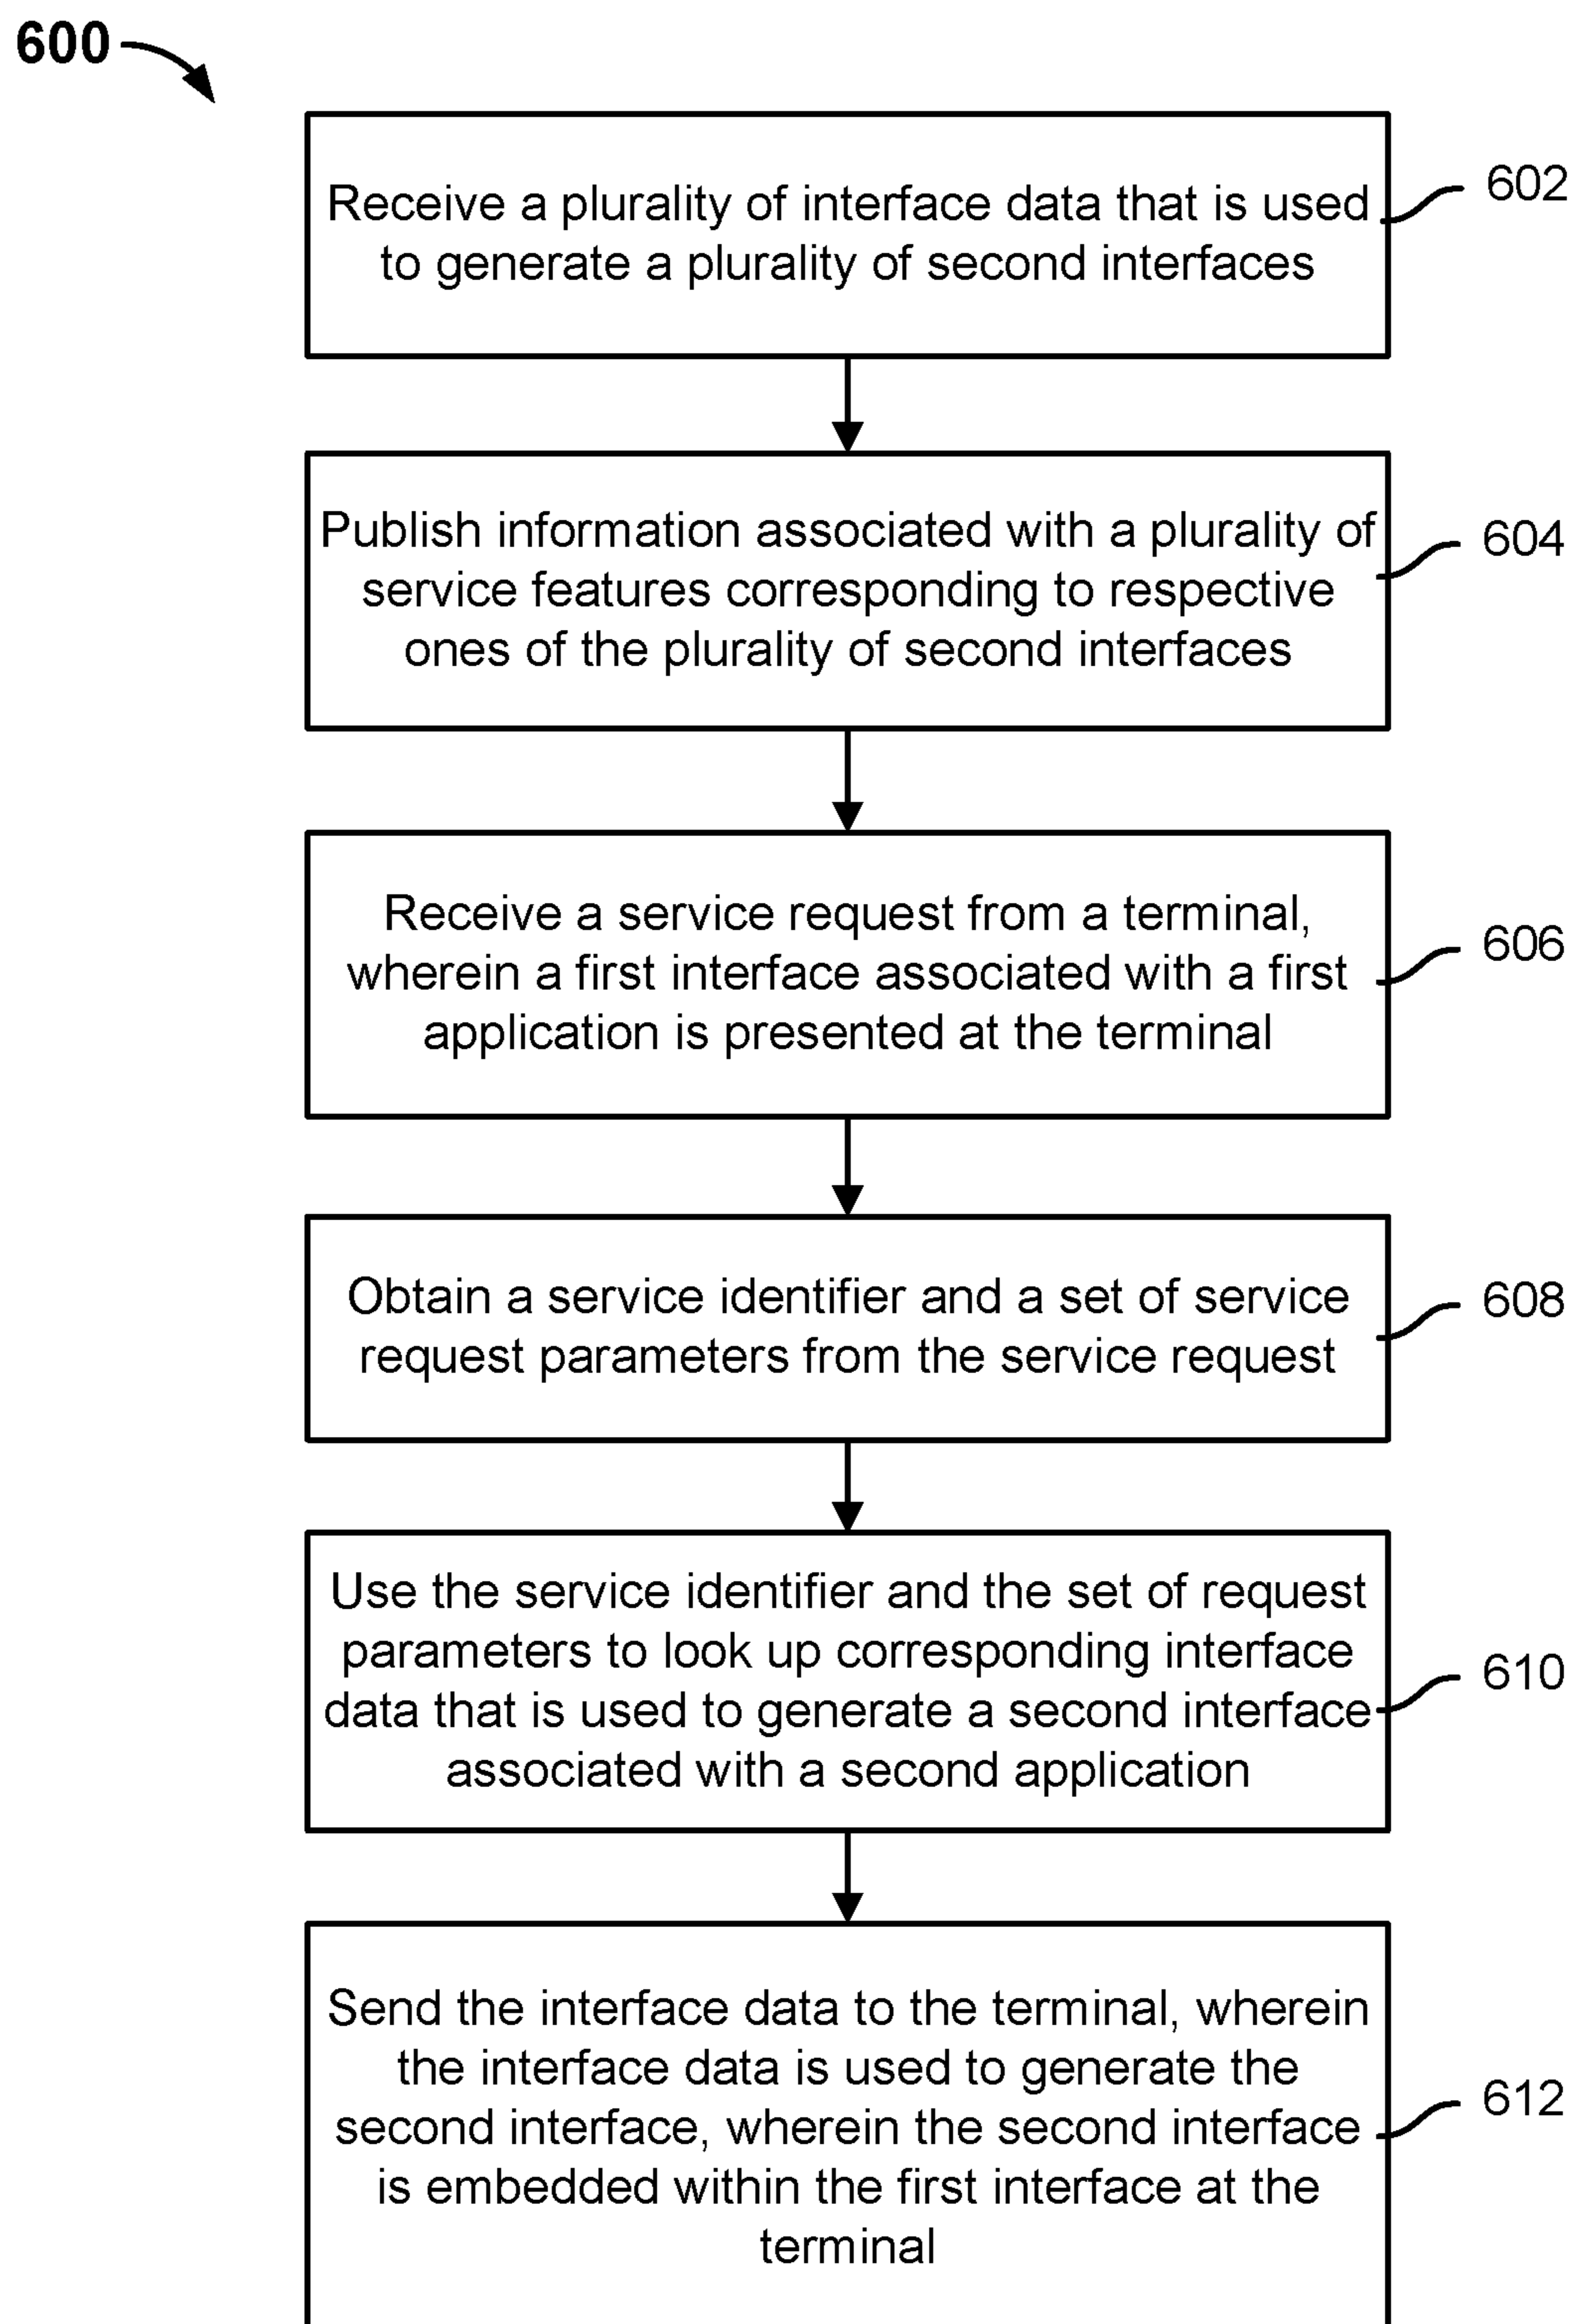 600
Receive a plurality of interface data that is used
to generate a plurality of second interfaces
602
Publish information associated with a plurality of
service features corresponding to respective
ones of the plurality of second interfaces
604
Receive a service request from a terminal,
wherein a first interface associated with a first
application is presented at the terminal
606
Obtain a service identifier and a set of service
request parameters from the service request
608
Use the service identifier and the set of request
parameters to look up corresponding interface
data that is used to generate a second interface
associated with a second application
610
Send the interface data to the terminal, wherein
the interface data is used to generate the
second interface, wherein the second interface
is embedded within the first interface at the
terminal
612